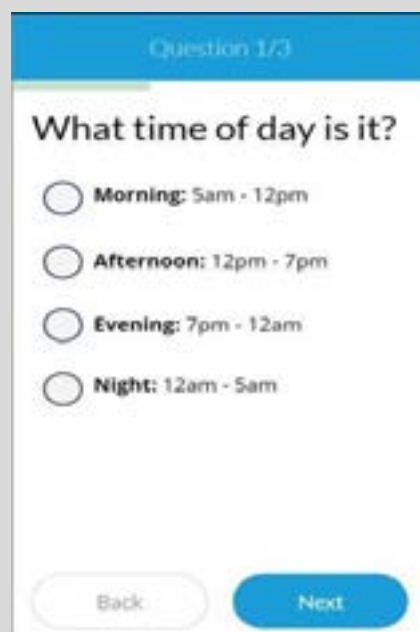 Question 1/3
What time of day is it?
Morning: 5am - 12pm
Afternoon: 12pm - 7pm
Evening: 7pm - 12am
Night: 12am - 5am
Back
Next